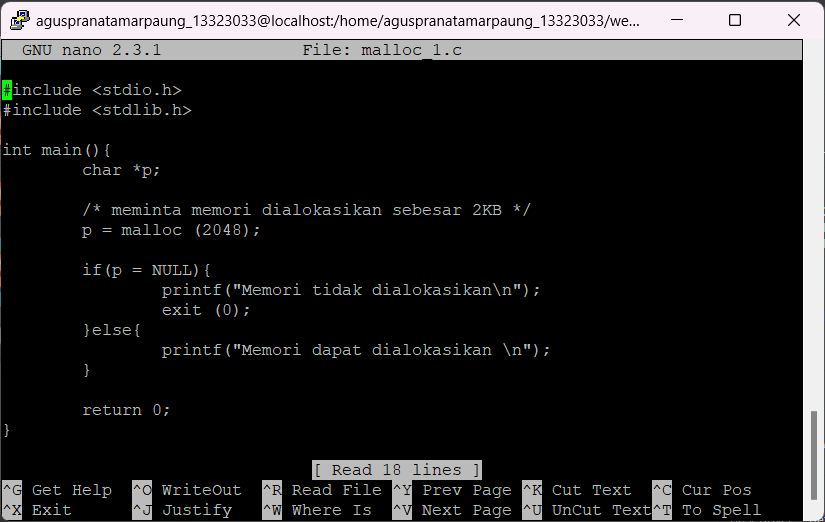 aguspranatamarpaung_13323033@localhost:/home/aguspranatamarpaung_13323033/we...
GNU nano 2.3.1 File: malloc_1.c
#include <stdio.h>
#include <stdlib.h>
int main(){
char *p;
/* meminta memori dialokasikan sebesar 2KB */
p = malloc (2048);
if(p = NULL){
printf("Memori tidak dialokasikan\n");
exit (0);
}else{
printf("Memori dapat dialokasikan \n");
}
return 0;
}
[ Read 18 lines ]
^G Get Help ^O WriteOut ^R Read File ^Y Prev Page ^K Cut Text ^C Cur Pos
^X Exit ^J Justify ^W Where Is ^V Next Page ^U UnCut Text ^T To Spell